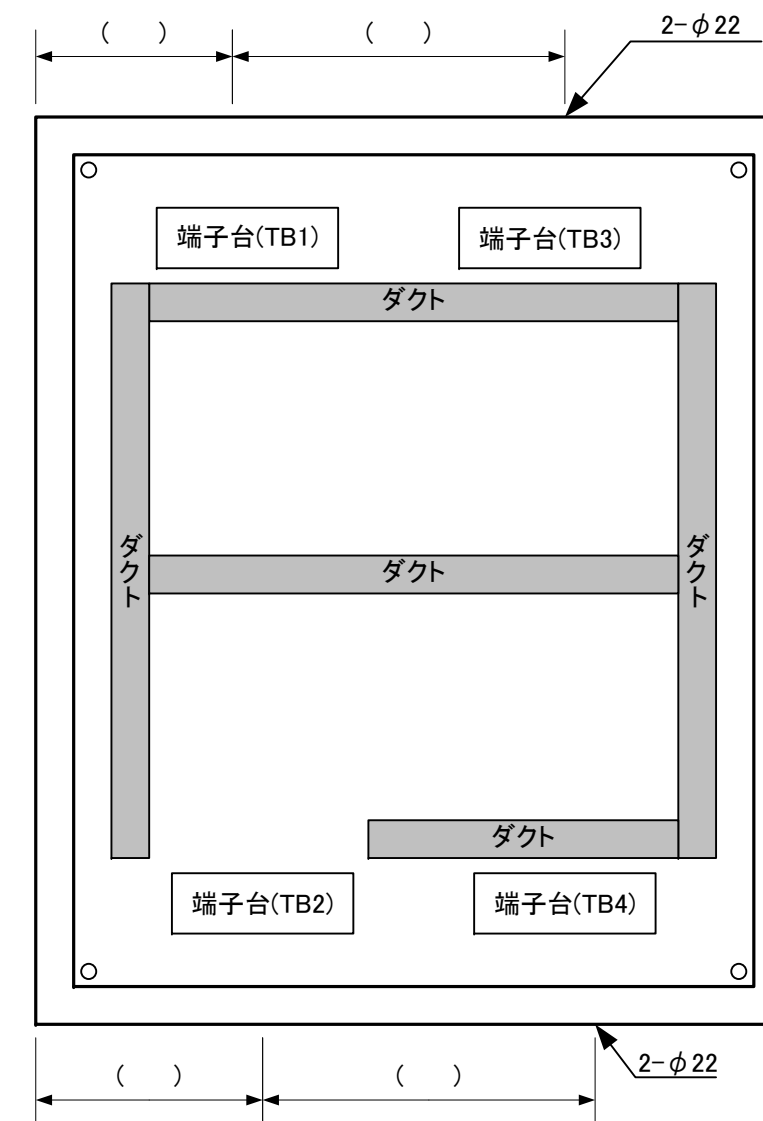 ( ) ( ) 2-φ22
端子台(TB1) 端子台(TB3)
ダクト
ダクト
ダクト
ダクト
ダクト
端子台(TB2) 端子台(TB4)
( ) ( ) 2-φ22